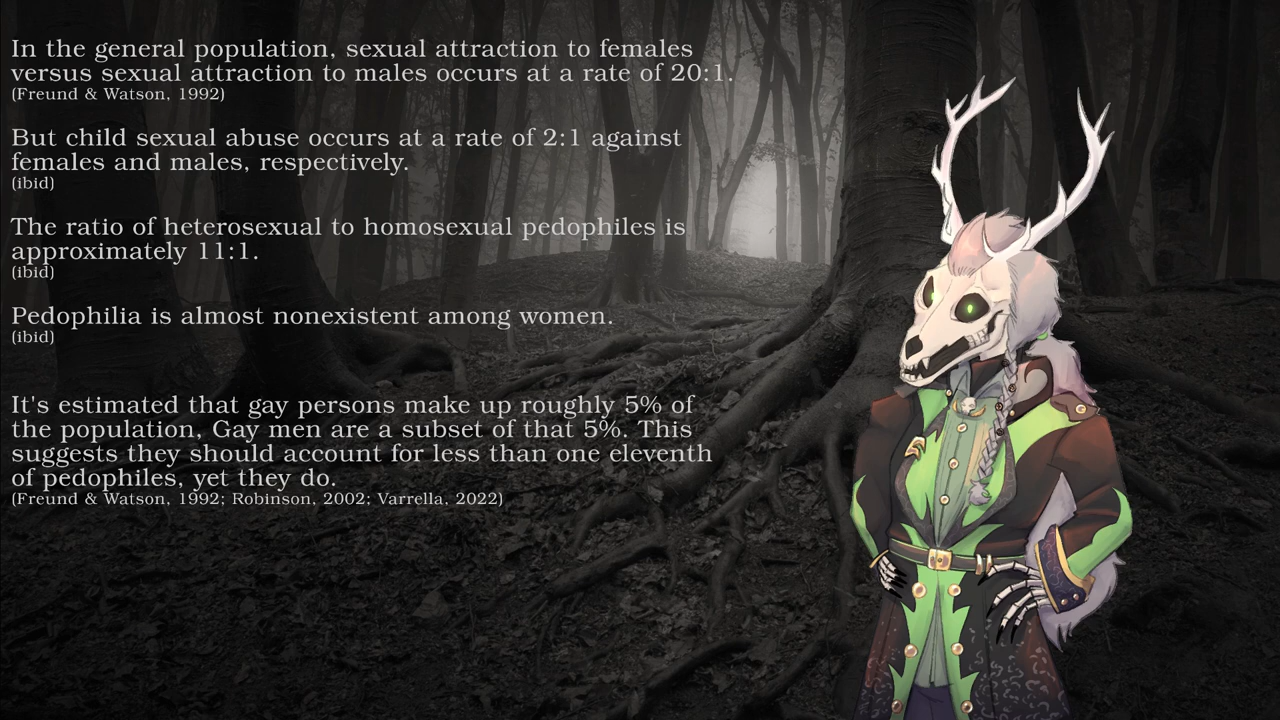 In the general population, sexual attraction to females
versus sexual attraction to males occurs at a rate of 20:1.
(Freund & Watson, 1992)
But child sexual abuse occurs at a rate of 2:1 against
females and males, respectively.
(ibid)
The ratio of heterosexual to homosexual pedophiles is
approximately 11:1.
(ibid)
Pedophilia is almost nonexistent among women.
(ibid)
It's estimated that gay persons make up roughly 5% of
the population, Gay men are a subset of that 5%. This
suggests they should account for less than one eleventh
of pedophiles, yet they do.
(Freund & Watson, 1992; Robinson, 2002; Varrella, 2022)